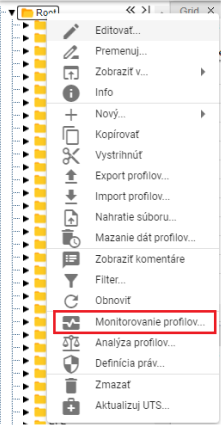 Root
Grid
Editovať...
Premenuj...
Zobraziť v...
Info
Nový...
Kopírovať
Vystrihnúť
Export profilov...
Import profilov...
Nahratie súboru...
Mazanie dát profilov...
Zobraziť komentáre
Filter...
Obnoviť
Monitorovanie profilov...
Analýza profilov...
Definícia práv...
Zmazať
Aktualizuj UTS...